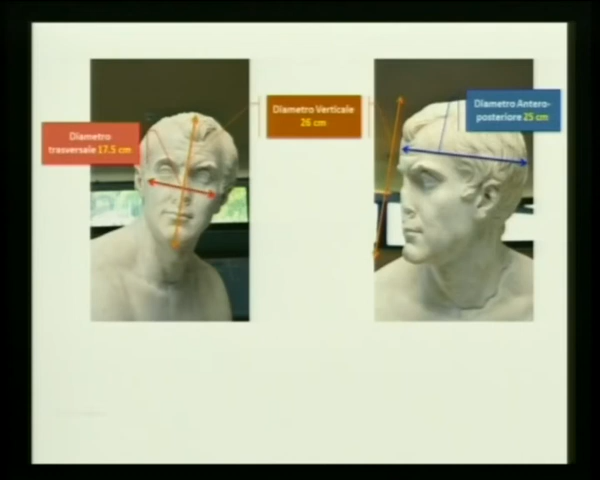 Diametro
trasversale 17.5 cm
Diametro Verticale
26 cm
Diametro Antero-
posteriore 25 cm